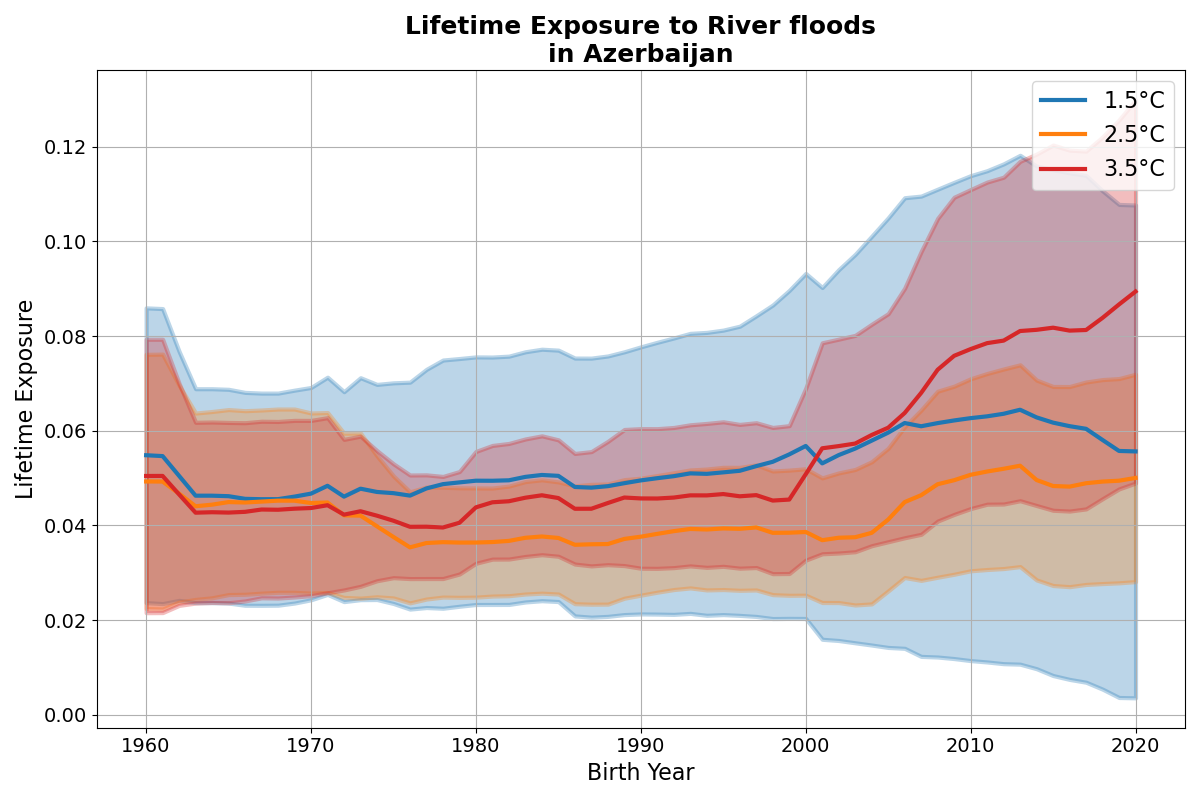 Lifetime Exposure to River floods
in Azerbaijan
1.5°C
2.5°C
3.5°C
Lifetime Exposure
0.12
0.10
0.08
0.06
0.04
0.02
0.00
1960 1970 1980 1990 2000 2010 2020
Birth Year